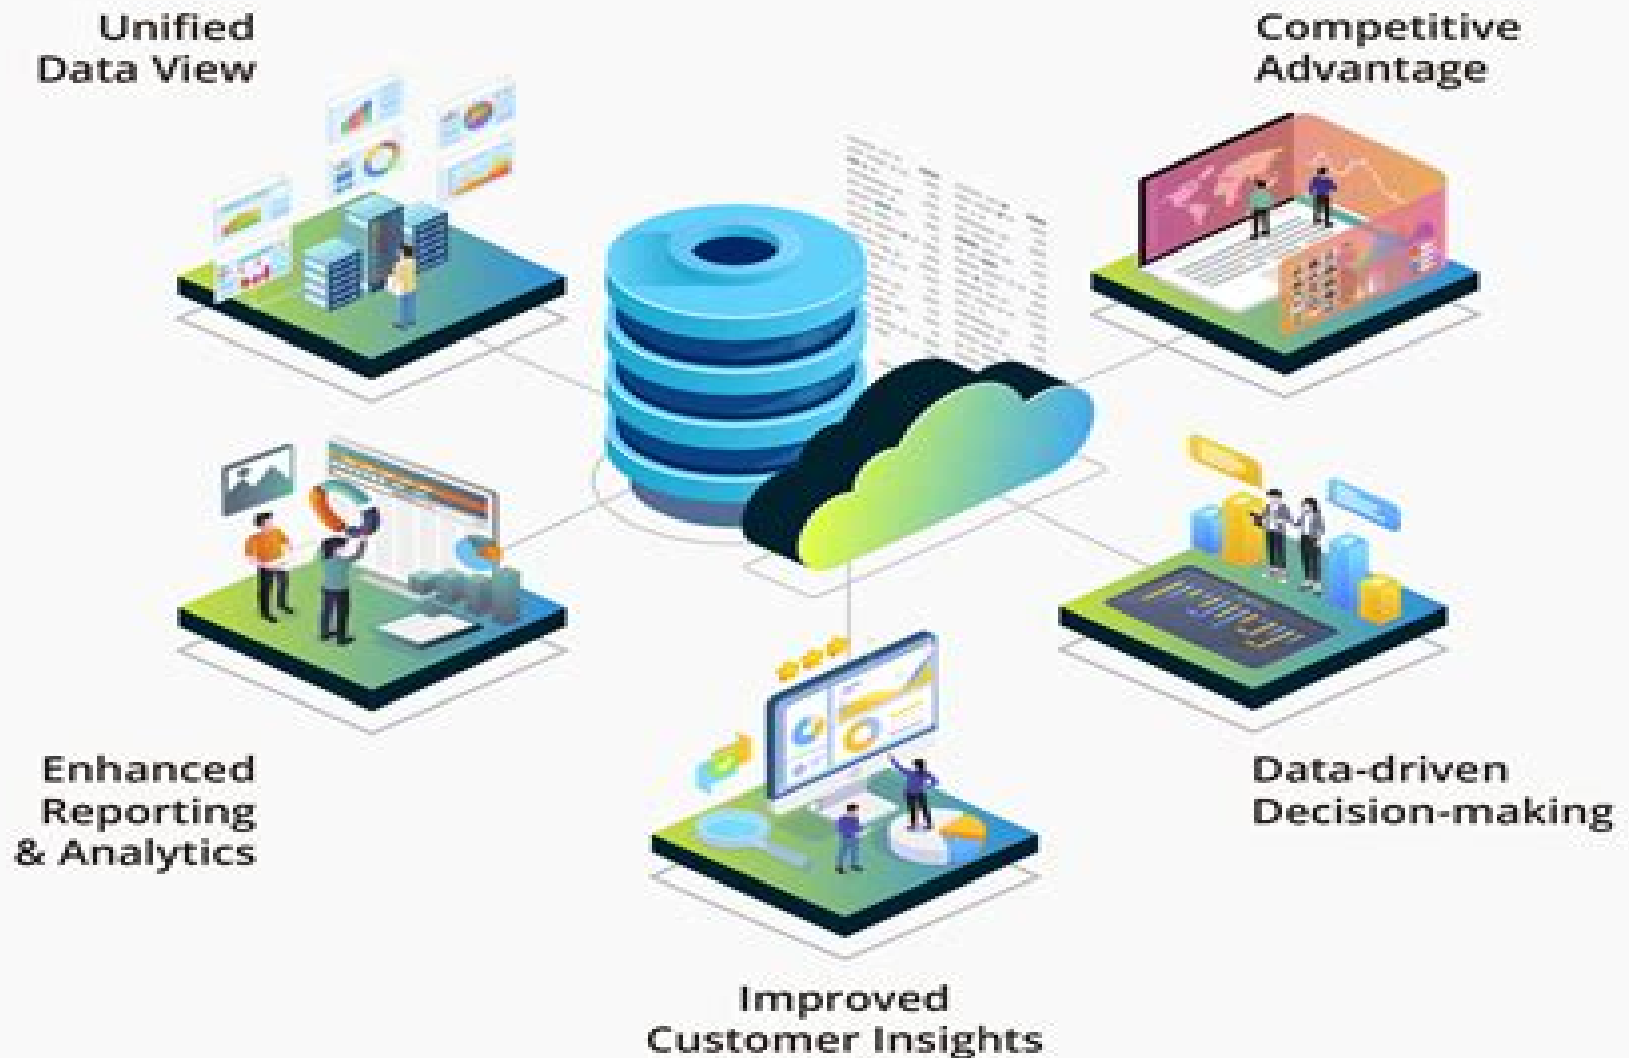 Unified
Data View
Competitive
Advantage
Enhanced
Reporting
& Analytics
Data-driven
Decision-making
Improved
Customer Insights